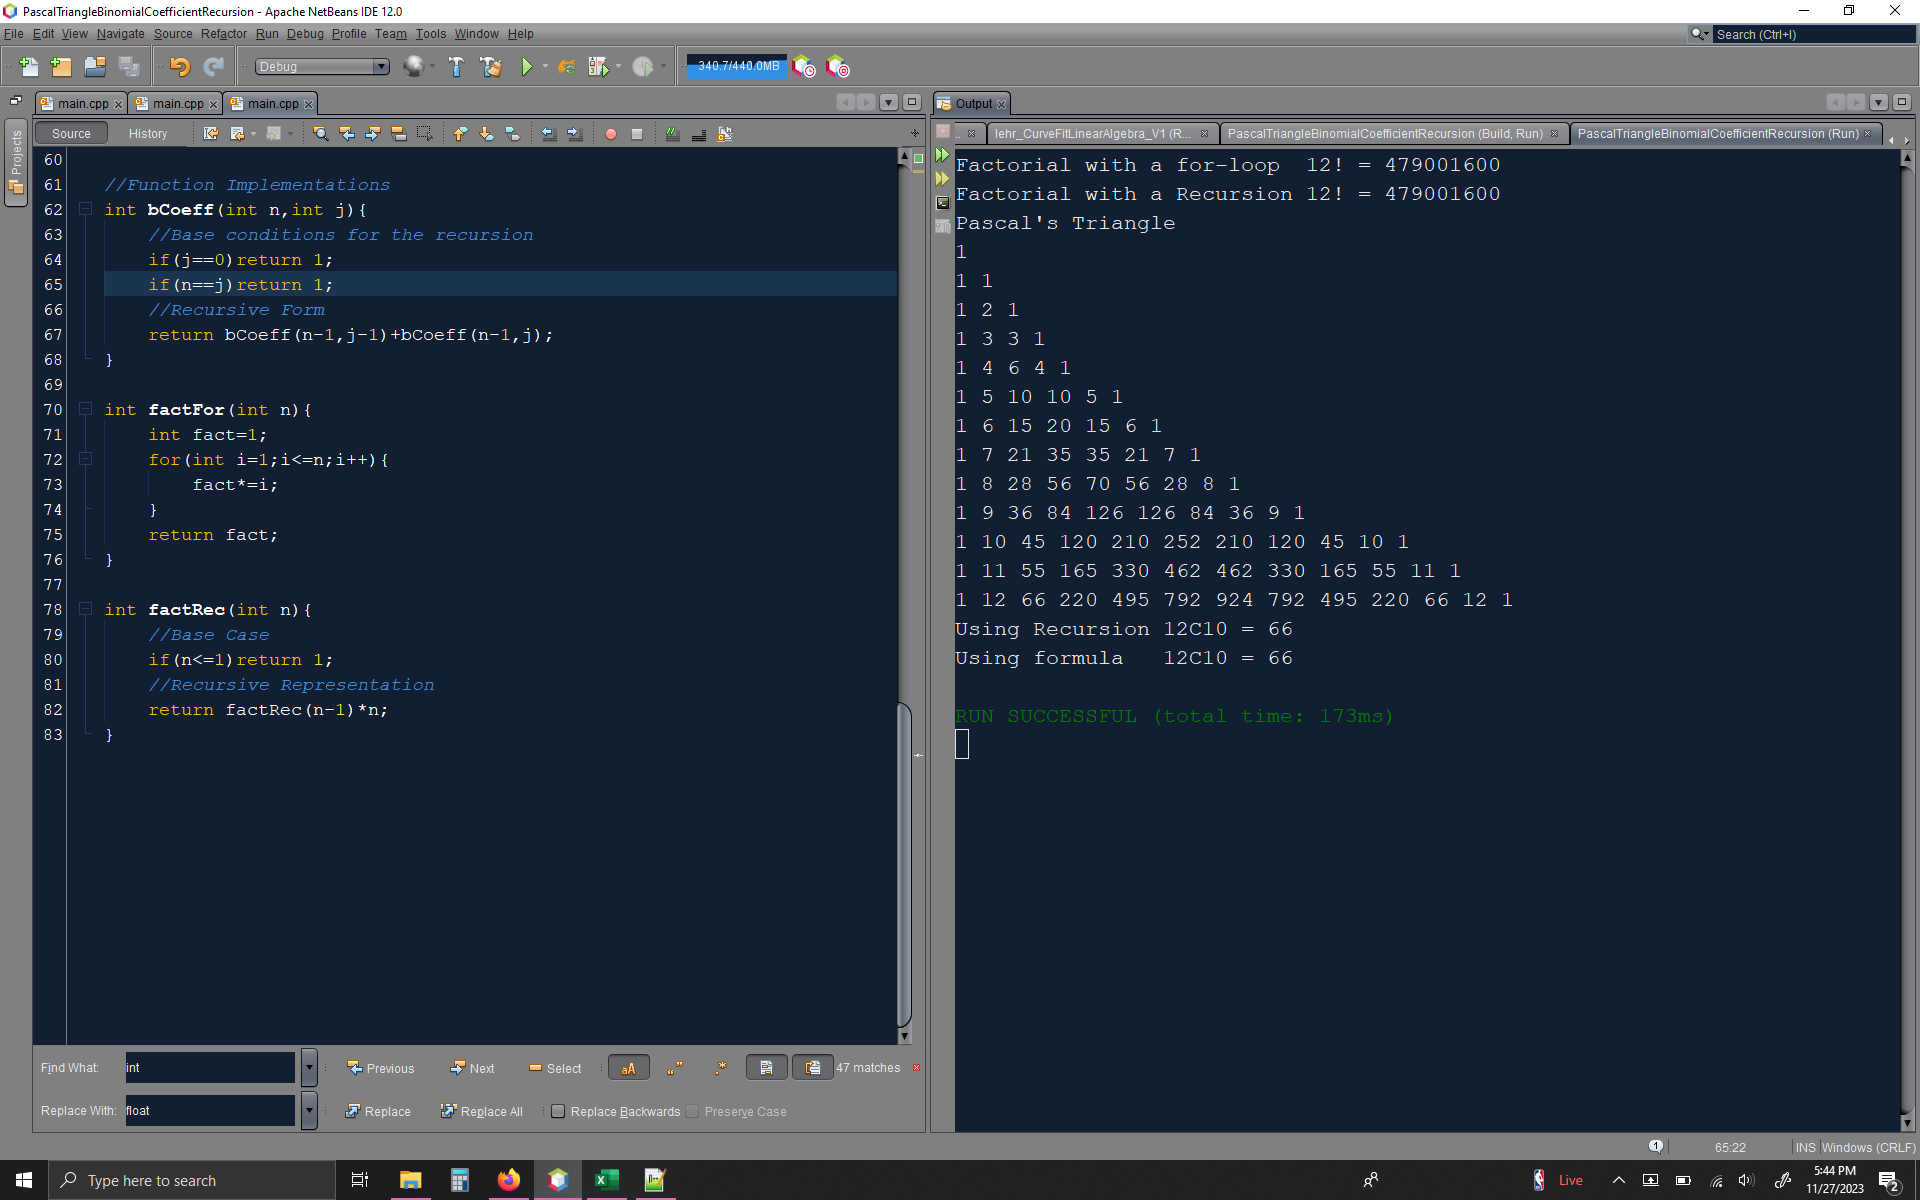 PascalTriangleBinomialCoefficientRecursion - Apache NetBeans IDE 12.0
File Edit View Navigate Source Refactor Run Debug Profile Team Tools Window Help
Search (Ctrl+I)
Debug
340.7/440.0MB
main.cpp main.cpp main.cpp
Output
Projects
Source History
lehr_CurveFitLinearAlgebra_V1 (R... PascalTriangleBinomialCoefficientRecursion (Build, Run) PascalTriangleBinomialCoefficientRecursion (Run)
60
61 //Function Implementations
62 int bCoeff(int n,int j){
63 //Base conditions for the recursion
64 if(j==0)return 1;
65 if(n==j)return 1;
66 //Recursive Form
67 return bCoeff(n-1,j-1)+bCoeff(n-1,j);
68 }
69
70 int factFor(int n){
71 int fact=1;
72 for(int i=1;i<=n;i++){
73 fact*=i;
74 }
75 return fact;
76 }
77
78 int factRec(int n){
79 //Base Case
80 if(n<=1)return 1;
81 //Recursive Representation
82 return factRec(n-1)*n;
83 }
Factorial with a for-loop  12! = 479001600
Factorial with a Recursion 12! = 479001600
Pascal's Triangle
1
1 1
1 2 1
1 3 3 1
1 4 6 4 1
1 5 10 10 5 1
1 6 15 20 15 6 1
1 7 21 35 35 21 7 1
1 8 28 56 70 56 28 8 1
1 9 36 84 126 126 84 36 9 1
1 10 45 120 210 252 210 120 45 10 1
1 11 55 165 330 462 462 330 165 55 11 1
1 12 66 220 495 792 924 792 495 220 66 12 1
Using Recursion 12C10 = 66
Using formula   12C10 = 66
RUN SUCCESSFUL (total time: 173ms)
Find What: int Previous Next Select aA 47 matches
Replace With: float Replace Replace All Replace Backwards Preserve Case
1 65:22 INS Windows (CRLF)
Type here to search
Live
5:44 PM
11/27/2023
2